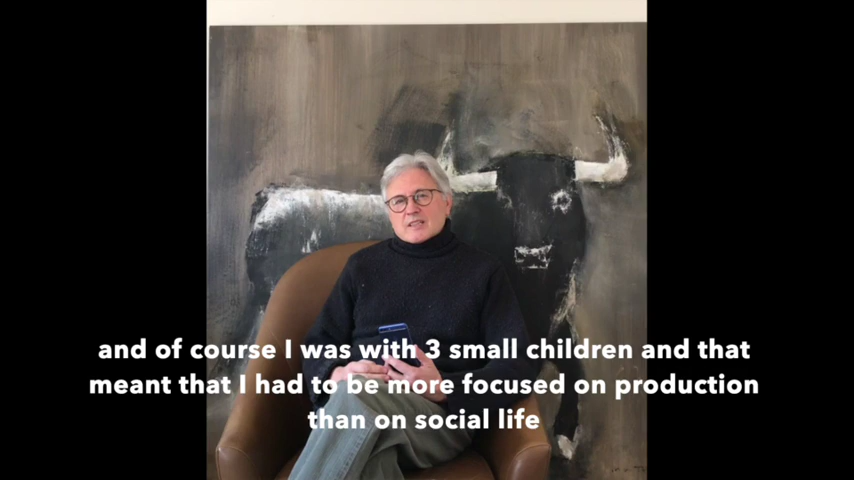 and of course I was with 3 small children and that
meant that I had to be more focused on production
than on social life